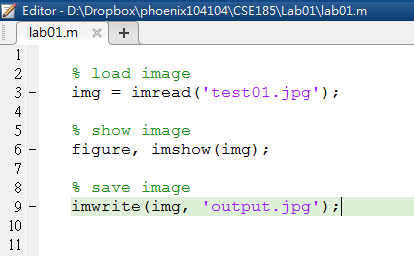 Editor - D:\Dropbox\phoenix104104\CSE185\Lab01\lab01.m
lab01.m × +
1
2 % load image
3 - img = imread('test01.jpg');
4
5 % show image
6 - figure, imshow(img);
7
8 % save image
9 - imwrite(img, 'output.jpg');
10
11